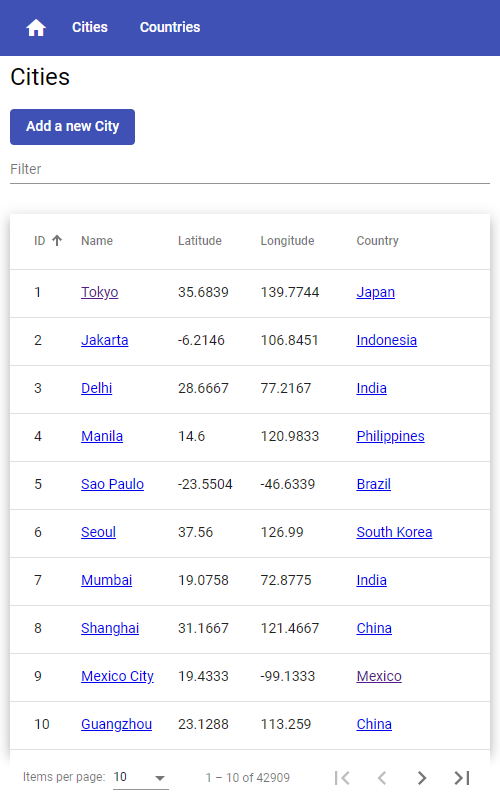 Cities Countries
Cities
Add a new City
Filter
ID Name Latitude Longitude Country
1 Tokyo 35.6839 139.7744 Japan
2 Jakarta -6.2146 106.8451 Indonesia
3 Delhi 28.6667 77.2167 India
4 Manila 14.6 120.9833 Philippines
5 Sao Paulo -23.5504 -46.6339 Brazil
6 Seoul 37.56 126.99 South Korea
7 Mumbai 19.0758 72.8775 India
8 Shanghai 31.1667 121.4667 China
9 Mexico City 19.4333 -99.1333 Mexico
10 Guangzhou 23.1288 113.259 China
Items per page: 10 1 – 10 of 42909